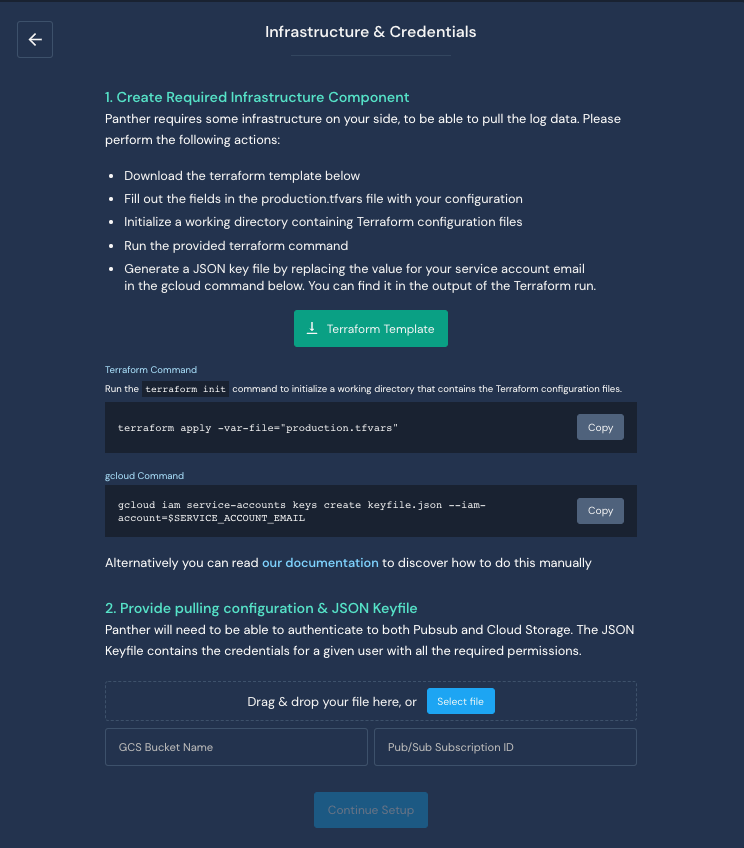 Infrastructure & Credentials
1. Create Required Infrastructure Component
Panther requires some infrastructure on your side, to be able to pull the log data. Please
perform the following actions:
• Download the terraform template below
• Fill out the fields in the production.tfvars file with your configuration
• Initialize a working directory containing Terraform configuration files
• Run the provided terraform command
• Generate a JSON key file by replacing the value for your service account email
in the gcloud command below. You can find it in the output of the Terraform run.
Terraform Template
Terraform Command
Run the terraform init command to initialize a working directory that contains the Terraform configuration files.
terraform apply -var-file="production.tfvars"
Copy
gcloud Command
gcloud iam service-accounts keys create keyfile.json --iam-
account=$SERVICE_ACCOUNT_EMAIL
Copy
Alternatively you can read our documentation to discover how to do this manually
2. Provide pulling configuration & JSON Keyfile
Panther will need to be able to authenticate to both Pubsub and Cloud Storage. The JSON
Keyfile contains the credentials for a given user with all the required permissions.
Drag & drop your file here, or Select file
GCS Bucket Name
Pub/Sub Subscription ID
Continue Setup